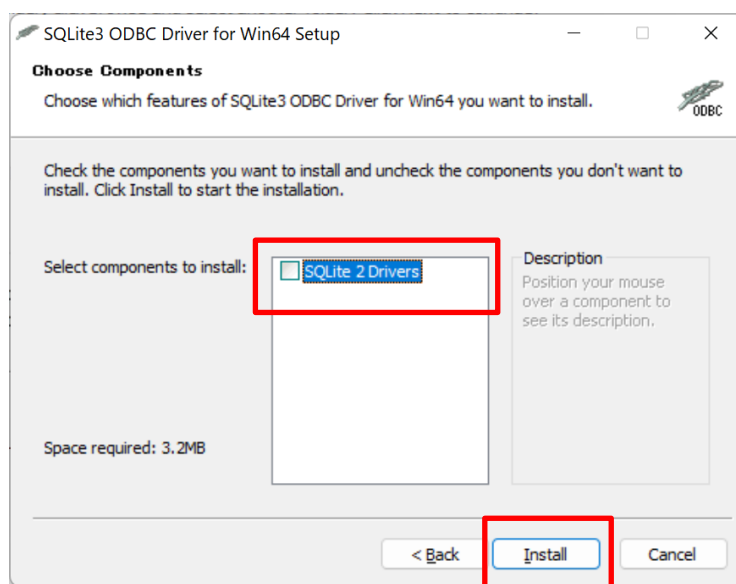 SQLite3 ODBC Driver for Win64 Setup
Choose Components
Choose which features of SQLite3 ODBC Driver for Win64 you want to install.
ODBC
Check the components you want to install and uncheck the components you don't want to
install. Click Install to start the installation.
Select components to install:
SQLite 2 Drivers
Description
Position your mouse
over a component to
see its description.
Space required: 3.2MB
< Back
Install
Cancel